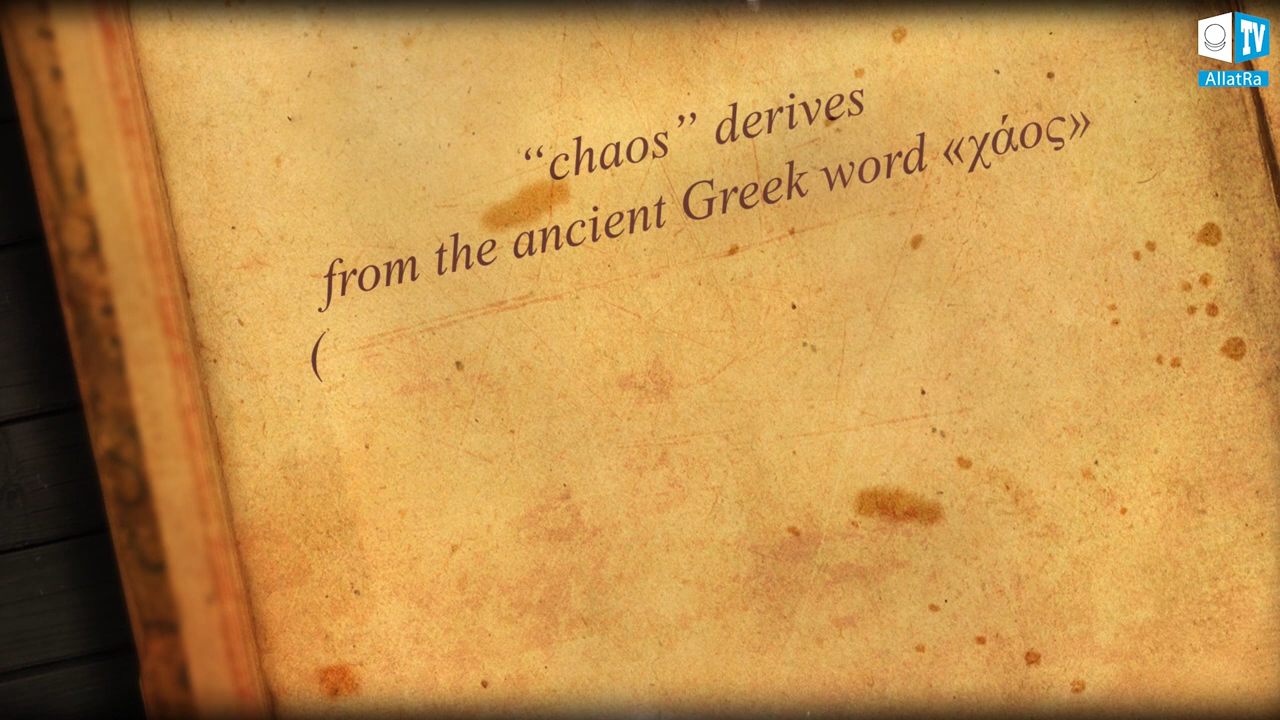 “chaos” derives
from the ancient Greek word «χάος»
(
TV
AllatRa